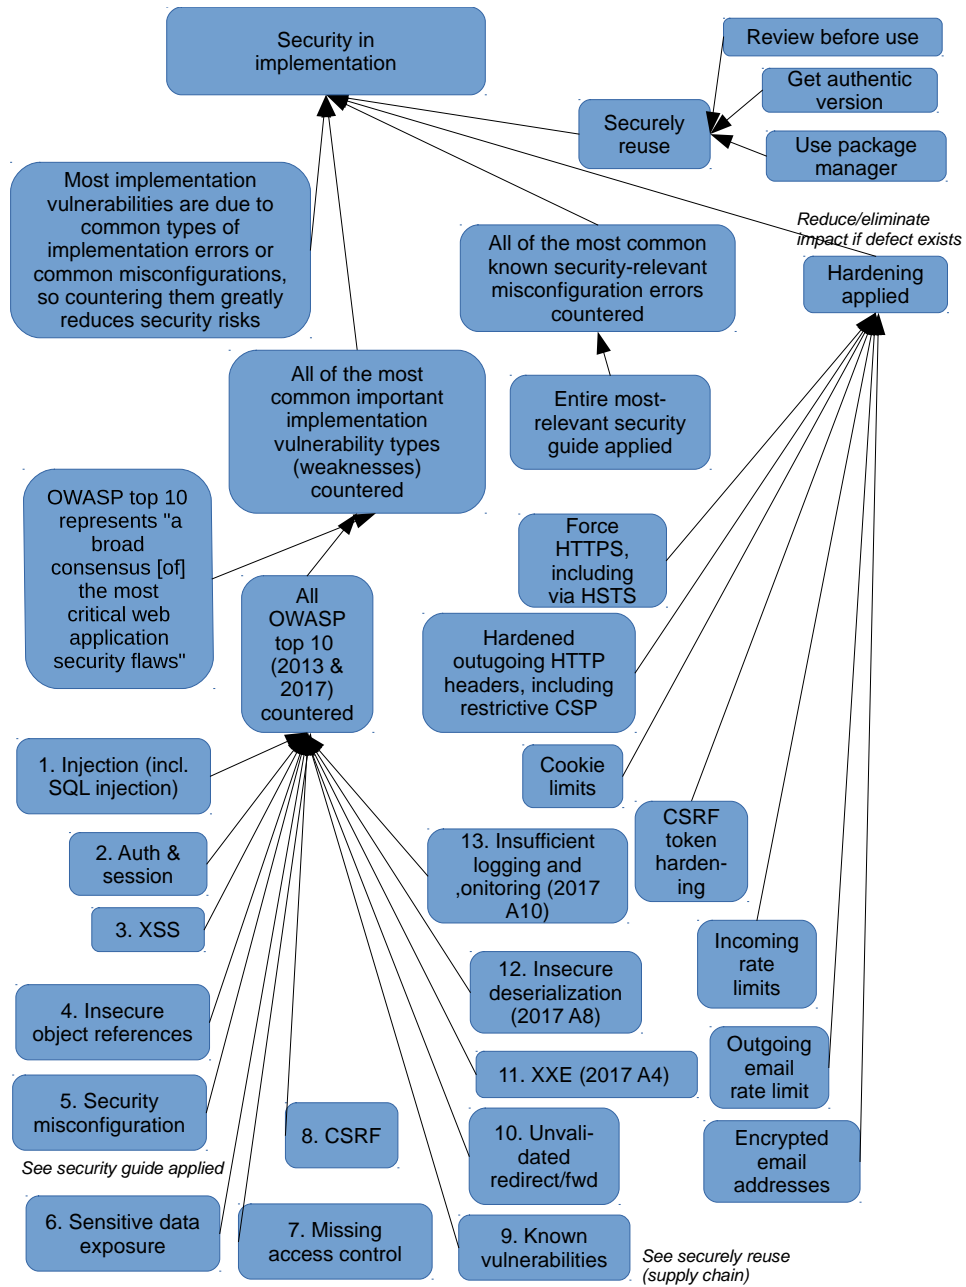 Security in
implementation
Review before use
Get authentic
version
Securely
reuse
Use package
manager
Most implementation
vulnerabilities are due to
common types of
implementation errors or
common misconfigurations,
so countering them greatly
reduces security risks
All of the most common
known security-relevant
misconfiguration errors
countered
Reduce/eliminate
impact if defect exists
Hardening
applied
All of the most
common important
implementation
vulnerability types
(weaknesses)
countered
Entire most-
relevant security
guide applied
OWASP top 10
represents "a
broad
consensus [of]
the most
critical web
application
security flaws"
All
OWASP
top 10
(2013 &
2017)
countered
Force
HTTPS,
including
via HSTS
Hardened
outugoing HTTP
headers, including
restrictive CSP
Cookie
limits
CSRF
token
harden-
ing
Incoming
rate
limits
Outgoing
email
rate limit
Encrypted
email
addresses
1. Injection (incl.
SQL injection)
2. Auth &
session
3. XSS
4. Insecure
object references
5. Security
misconfiguration
See security guide applied
6. Sensitive data
exposure
7. Missing
access control
8. CSRF
9. Known
vulnerabilities
See securely reuse
(supply chain)
10. Unvali-
dated
redirect/fwd
11. XXE (2017 A4)
12. Insecure
deserialization
(2017 A8)
13. Insufficient
logging and
,onitoring (2017
A10)